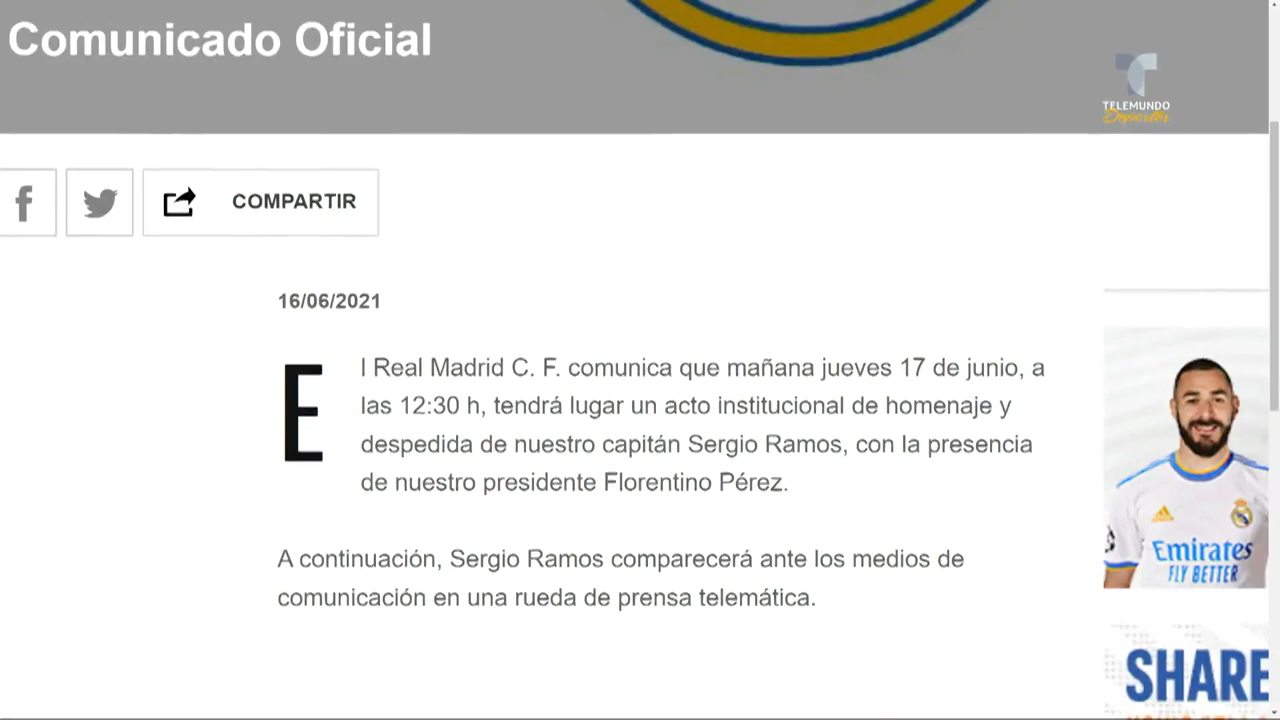 Comunicado Oficial
TELEMUNDO
Deportes
COMPARTIR
16/06/2021
El Real Madrid C. F. comunica que mañana jueves 17 de junio, a
las 12:30 h, tendrá lugar un acto institucional de homenaje y
despedida de nuestro capitán Sergio Ramos, con la presencia
de nuestro presidente Florentino Pérez.
A continuación, Sergio Ramos comparecerá ante los medios de
comunicación en una rueda de prensa telemática.
Emirates
FLY BETTER
SHARE